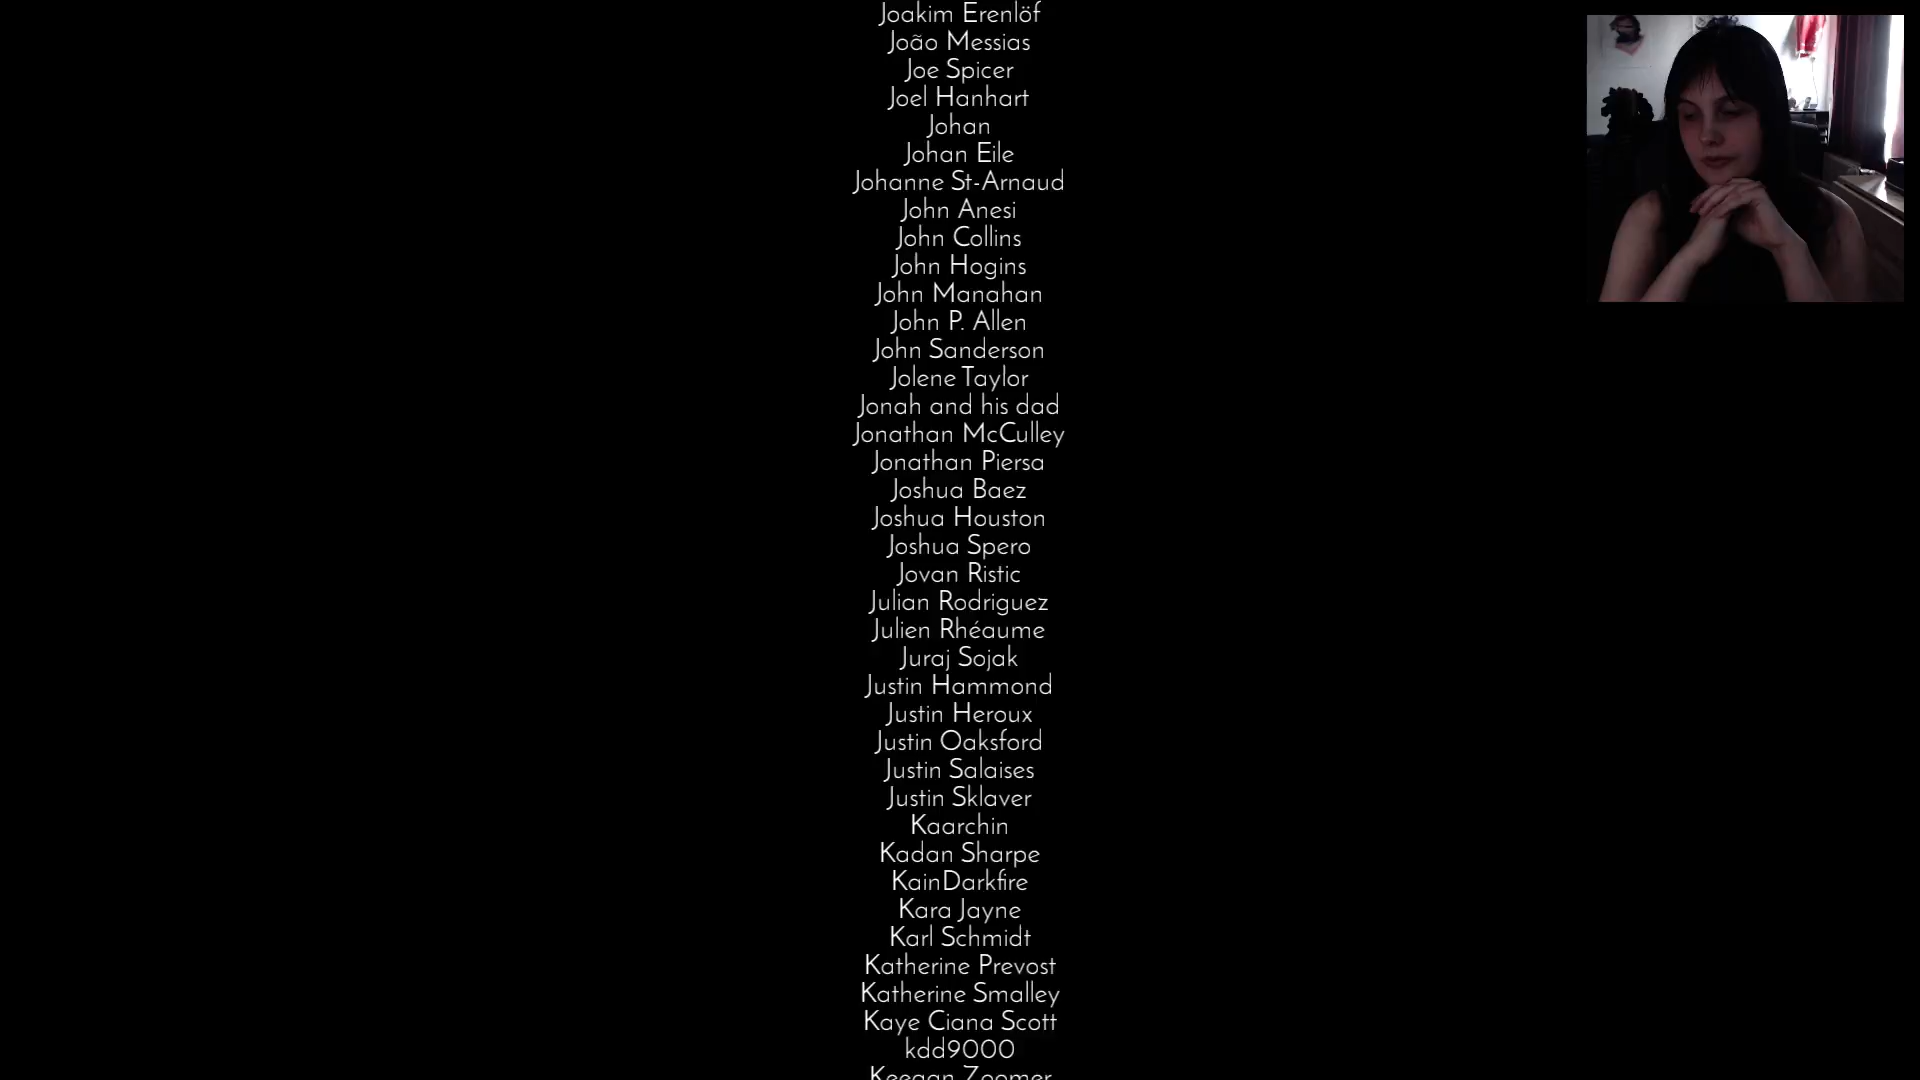 Joakim Erenlöf
João Messias
Joe Spicer
Joel Hanhart
Johan
Johan Eile
Johanne St-Arnaud
John Anesi
John Collins
John Hogins
John Manahan
John P. Allen
John Sanderson
Jolene Taylor
Jonah and his dad
Jonathan McCulley
Jonathan Piersa
Joshua Baez
Joshua Houston
Joshua Spero
Jovan Ristic
Julian Rodriguez
Julien Rhéaume
Juraj Sojak
Justin Hammond
Justin Heroux
Justin Oaksford
Justin Salaises
Justin Sklaver
Kaarchin
Kadan Sharpe
KainDarkfire
Kara Jayne
Karl Schmidt
Katherine Prevost
Katherine Smalley
Kaye Ciana Scott
kdd9000
Keegan Zoomer